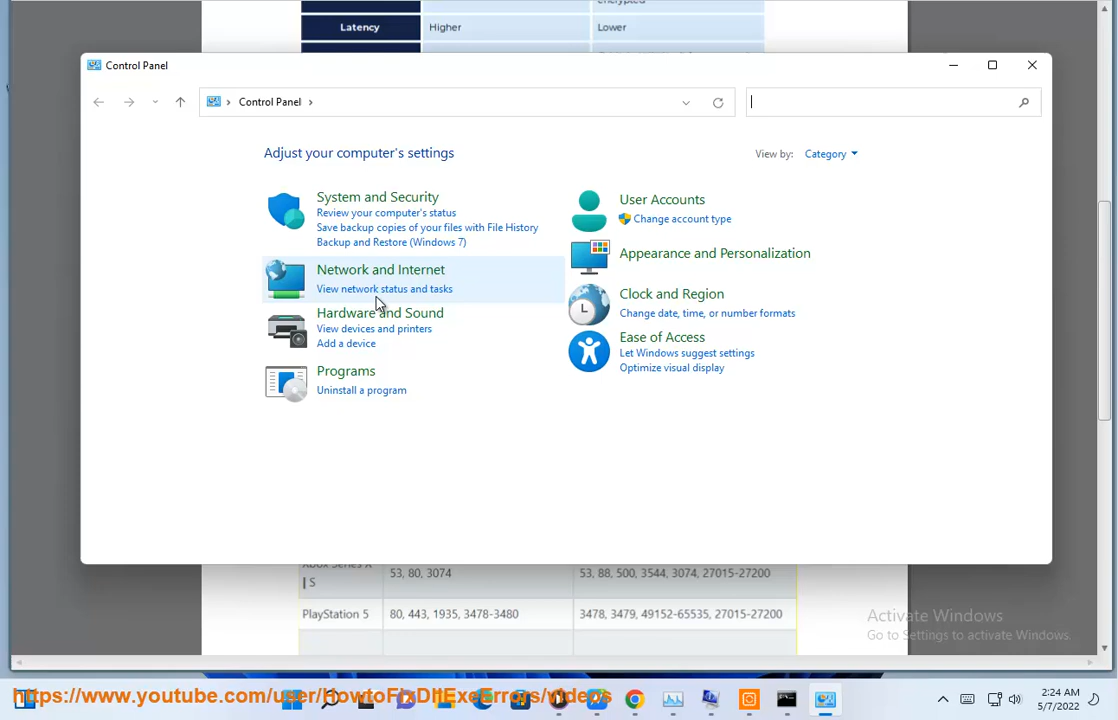 encrypted
Latency Higher Lower
Control Panel
Control Panel
Adjust your computer's settings
View by: Category
System and Security
Review your computer's status
Save backup copies of your files with File History
Backup and Restore (Windows 7)
Network and Internet
View network status and tasks
Hardware and Sound
View devices and printers
Add a device
Programs
Uninstall a program
User Accounts
Change account type
Appearance and Personalization
Clock and Region
Change date, time, or number formats
Ease of Access
Let Windows suggest settings
Optimize visual display
Xbox Series X
| S 53, 80, 3074 53, 88, 500, 3544, 3074, 27015-27200
PlayStation 5 80, 443, 1935, 3478-3480 3478, 3479, 49152-65535, 27015-27200
Activate Windows
Go to Settings to activate Windows.
https://www.youtube.com/user/HowtoFixDllExeErrors/videos
2:24 AM
5/7/2022